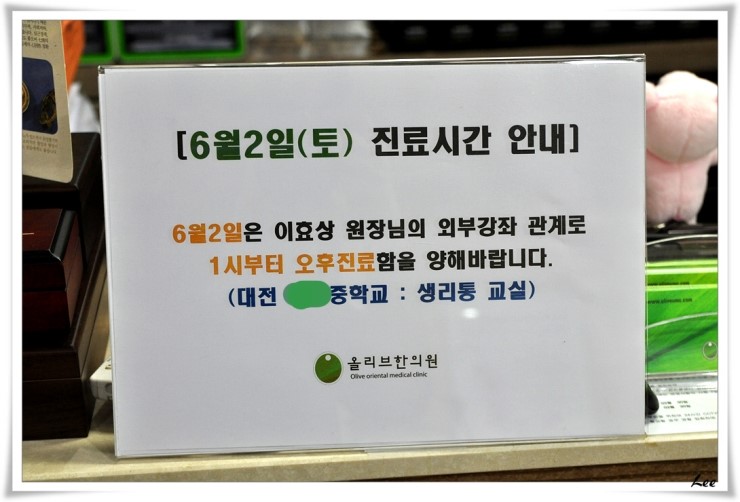 [6월2일(토) 진료시간 안내]
6월2일은 이효상 원장님의 외부강좌 관계로
1시부터 오후진료함을 양해바랍니다.
(대전 중학교 : 생리통 교실)
올리브한의원
Olive oriental medical clinic
Lee